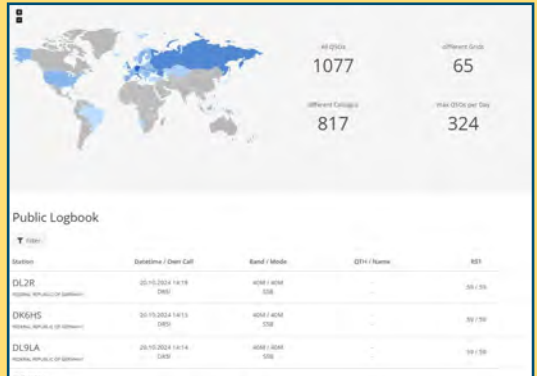 All QSOs
different Grids
1077
65
different Callsigns
max QSOs per Day
817
324
Public Logbook
Filter
Station
Datetime / Own Call
Band / Mode
QTH / Name
RST
DL2R
20.10.2024 14:19
40M / 40M
59 / 59
FEDERAL REPUBLIC OF GERMANY
SSB
DK6HS
20.10.2024 14:15
40M / 40M
59 / 59
FEDERAL REPUBLIC OF GERMANY
SSB
DL9LA
20.10.2024 14:14
40M / 40M
59 / 59
FEDERAL REPUBLIC OF GERMANY
SSB